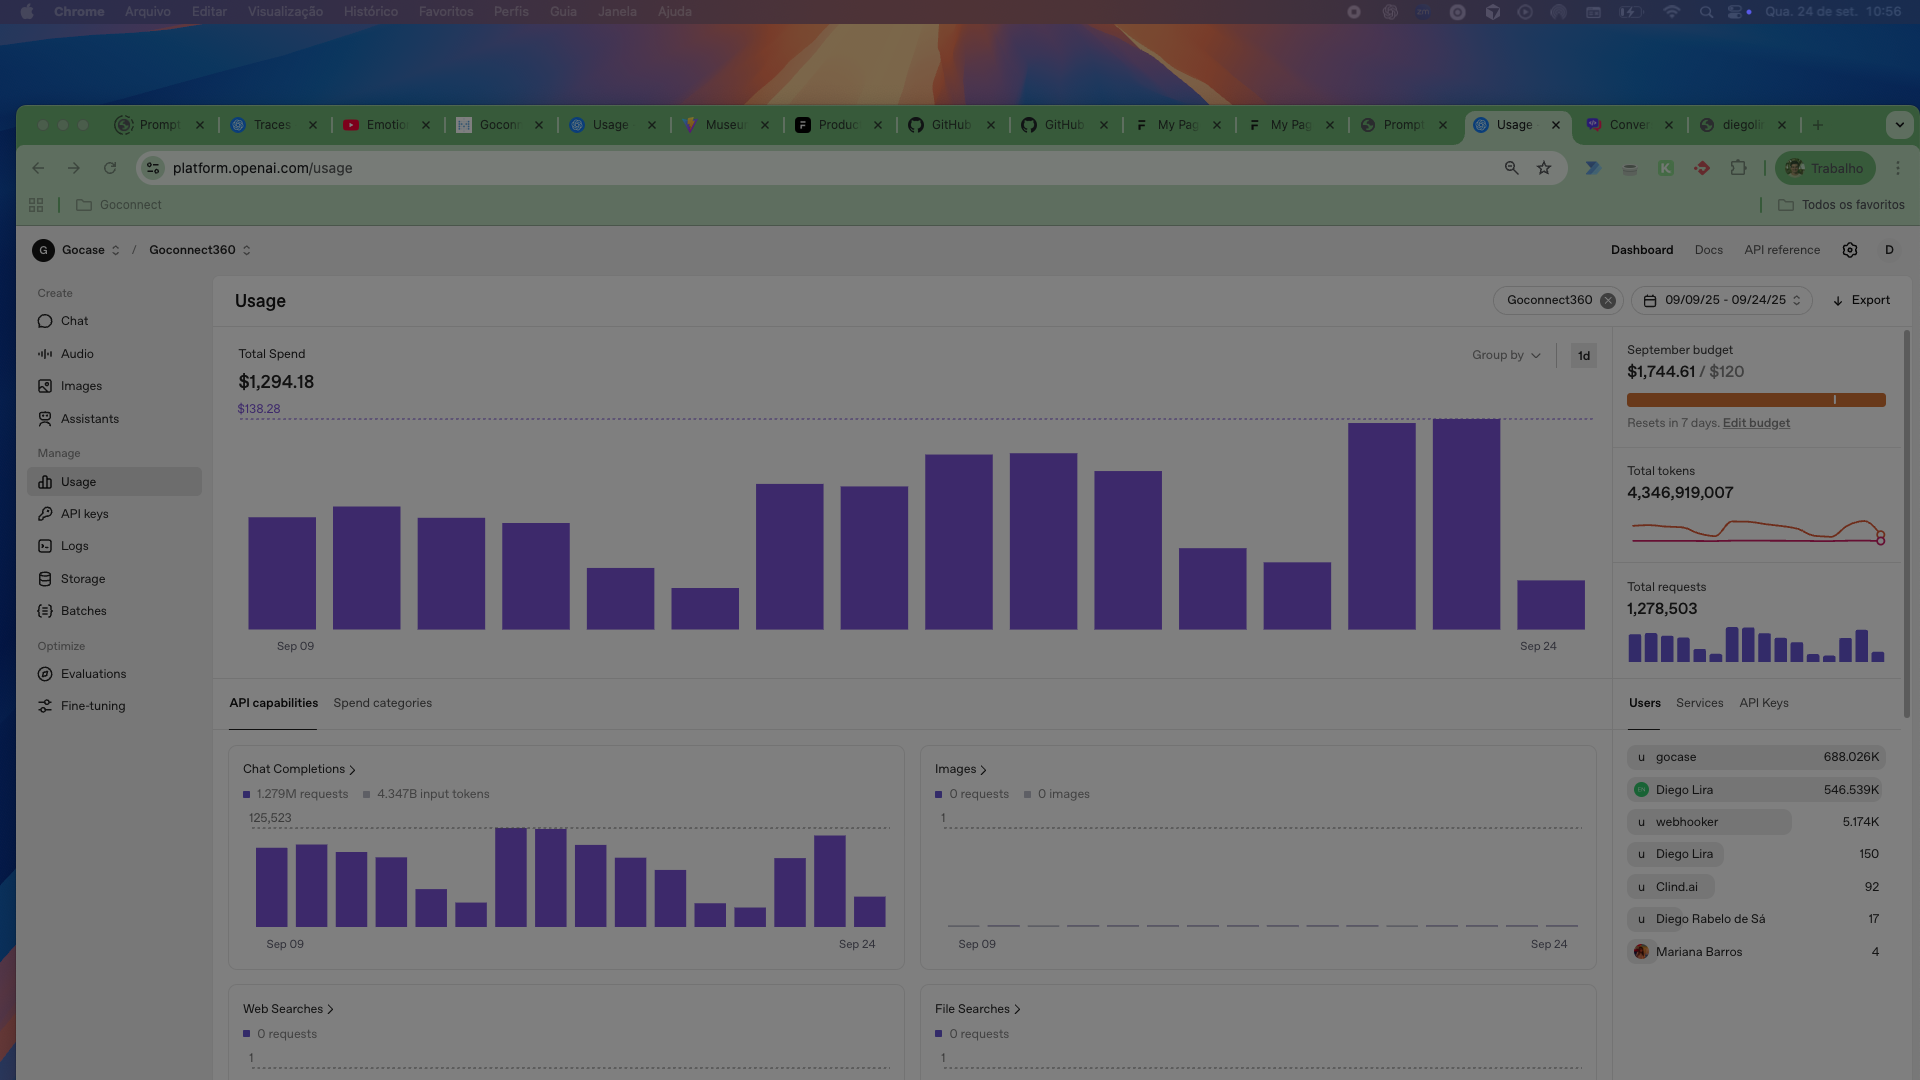 Chrome Arquivo Editar Visualização Histórico Favoritos Perfis Guia Janela Ajuda
zm
Qua. 24 de set. 10:56
Prompt
Traces
Emotio
Goconn
Usage
Museur
Produc
GitHub
GitHub
My Pag
My Pag
Prompt
Usage
Conver
diegoli
platform.openai.com/usage
Trabalho
Goconnect
Todos os favoritos
G Gocase / Goconnect360
Dashboard Docs API reference D
Create
Chat
Audio
Images
Assistants
Manage
Usage
API keys
Logs
Storage
Batches
Optimize
Evaluations
Fine-tuning
Usage
Goconnect360
09/09/25 - 09/24/25
Export
Total Spend
$1,294.18
Group by
1d
$138.28
Sep 09
Sep 24
September budget
$1,744.61 / $120
Resets in 7 days. Edit budget
Total tokens
4,346,919,007
Total requests
1,278,503
API capabilities Spend categories
Chat Completions
1.279M requests 4.347B input tokens
125,523
Sep 09
Sep 24
Images
0 requests 0 images
1
Sep 09
Sep 24
Web Searches
0 requests
1
File Searches
0 requests
1
Users Services API Keys
u gocase 688.026K
Diego Lira 546.539K
u webhooker 5.174K
u Diego Lira 150
u Clind.ai 92
u Diego Rabelo de Sá 17
Mariana Barros 4